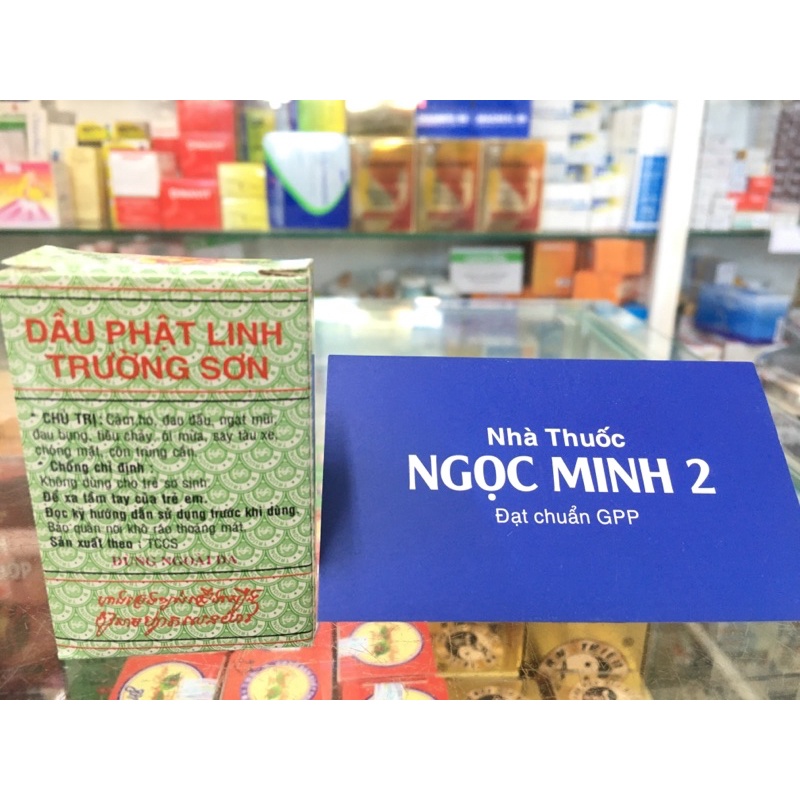 DẦU PHẬT LINH
TRƯỜNG SƠN
* CHỦ TRỊ: Cảm, ho, đau đầu, ngạt mũi,
đau bụng, tiêu chảy, ói mửa, say tàu xe,
chóng mặt, côn trùng cắn.
* Chống chỉ định :
Không dùng cho trẻ sơ sinh.
Để xa tầm tay của trẻ em.
Đọc kỹ hướng dẫn sử dụng trước khi dùng.
Bảo quản nơi khô ráo thoáng mát.
Sản xuất theo : TCCS
DÙNG NGOÀI DA
Nhà Thuốc
NGỌC MINH 2
Đạt chuẩn GPP